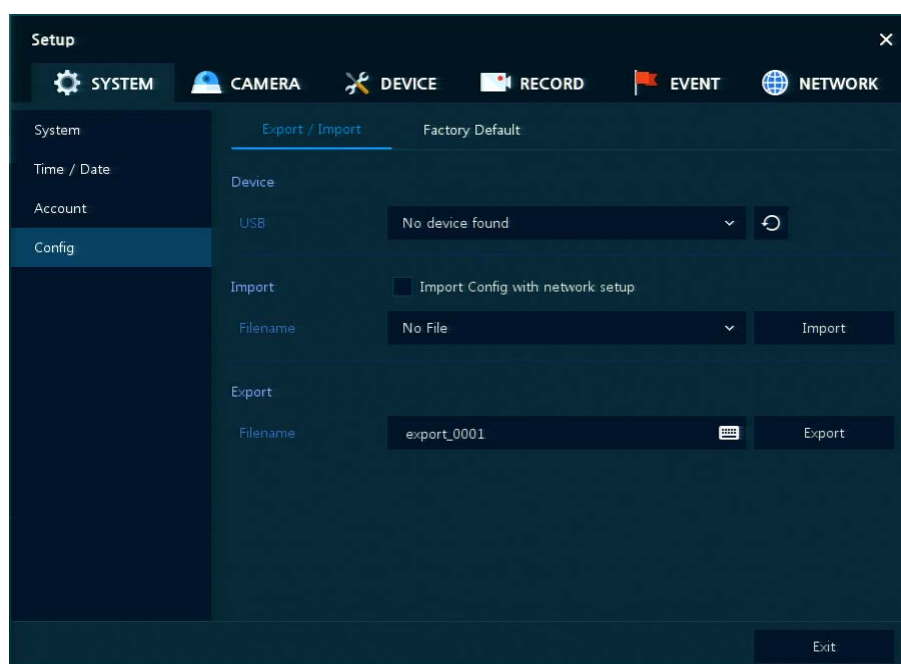 Setup
SYSTEM CAMERA DEVICE RECORD EVENT NETWORK
System
Time / Date
Account
Config
Export / Import Factory Default
Device
USB No device found
Import Import Config with network setup
Filename No File Import
Export
Filename export_0001 Export
Exit